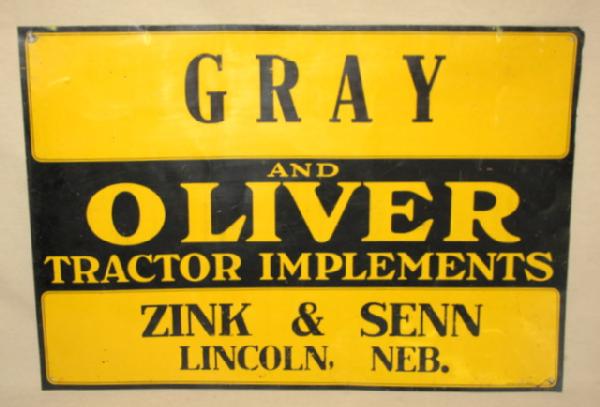 GRAY
AND
OLIVER
TRACTOR IMPLEMENTS
ZINK & SENN
LINCOLN, NEB.